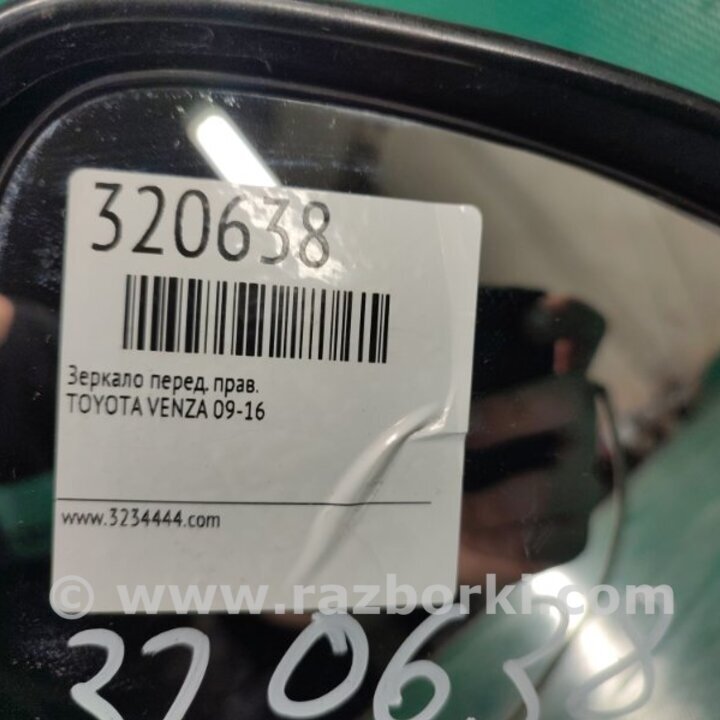 320638
Зеркало перед. прав.
TOYOTA VENZA 09-16
www.3234444.com
© www.razborki.com
320638